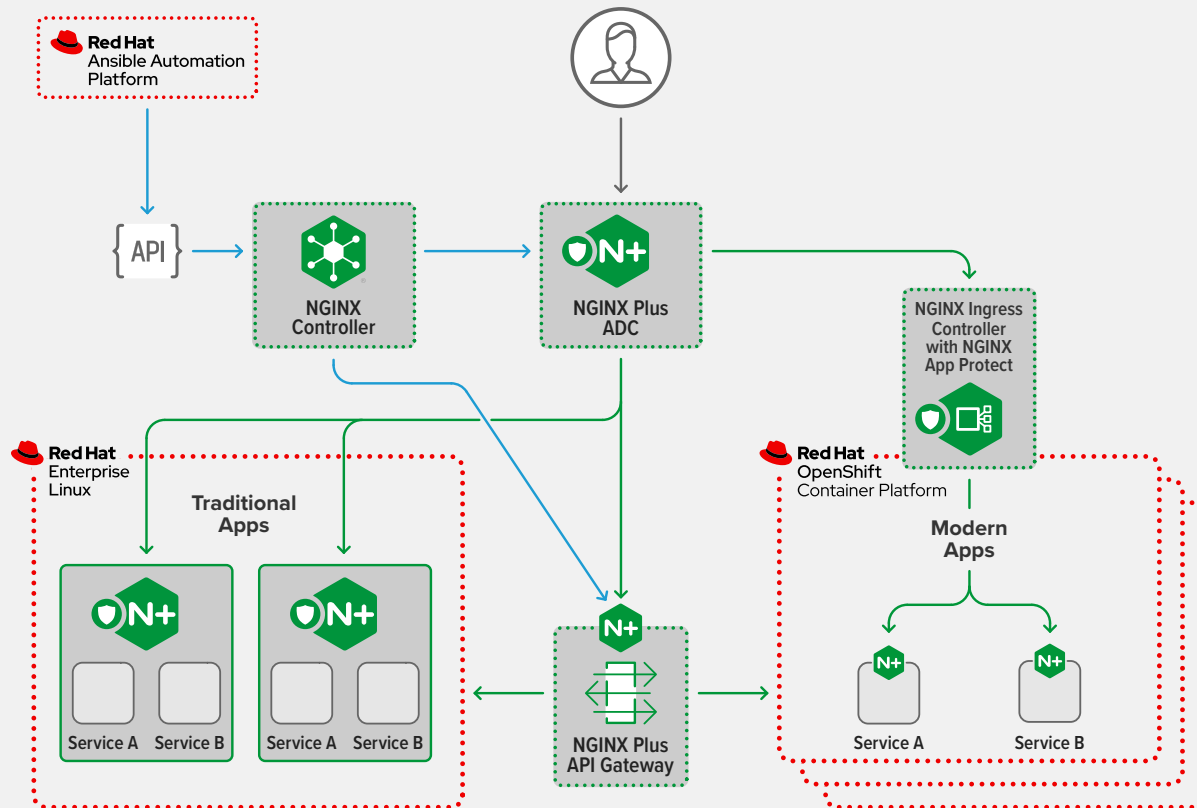 Red Hat
Ansible Automation
Platform
{API}
NGINX
Controller
N+
NGINX Plus
ADC
NGINX Ingress
Controller
with NGINX
App Protect
Red Hat
Enterprise
Linux
Traditional
Apps
N+
Service A
Service B
N+
Service A
Service B
N+
NGINX Plus
API Gateway
Red Hat
OpenShift
Container Platform
Modern
Apps
N+
Service A
N+
Service B